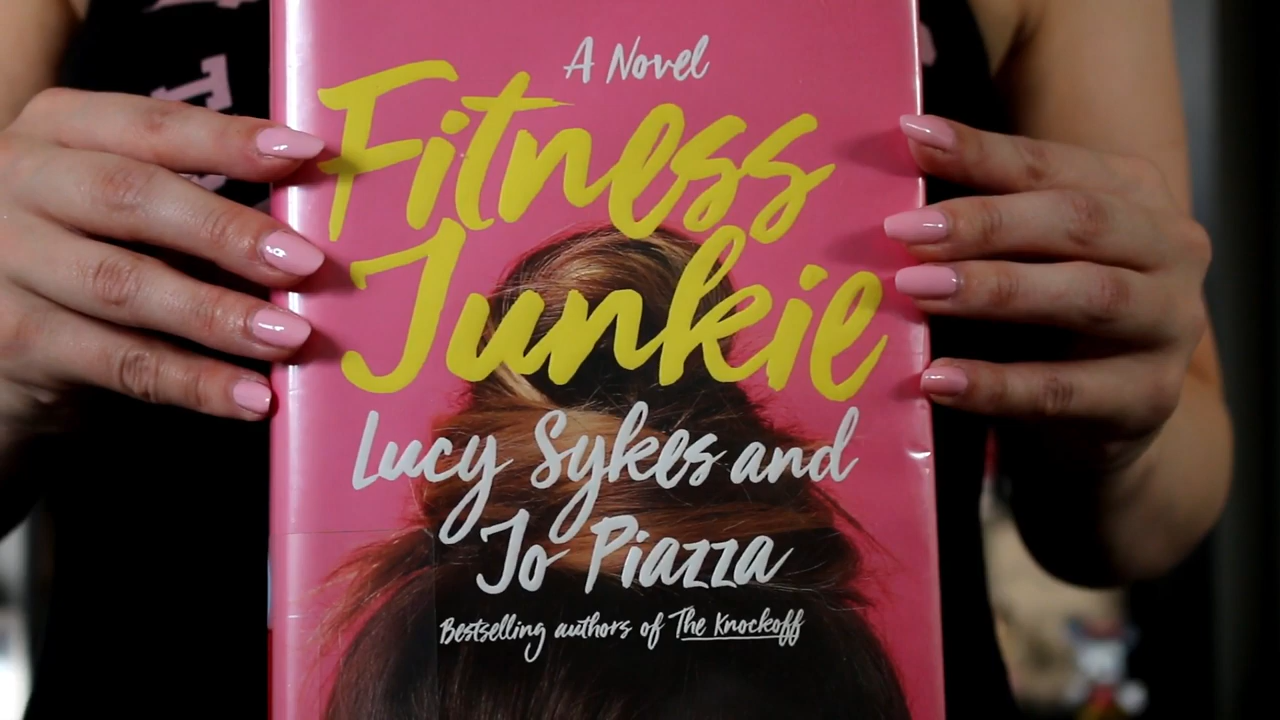 A Novel
Fitness
Junkie
Lucy Sykes and
Jo Piazza
Bestselling authors of The Knockoff